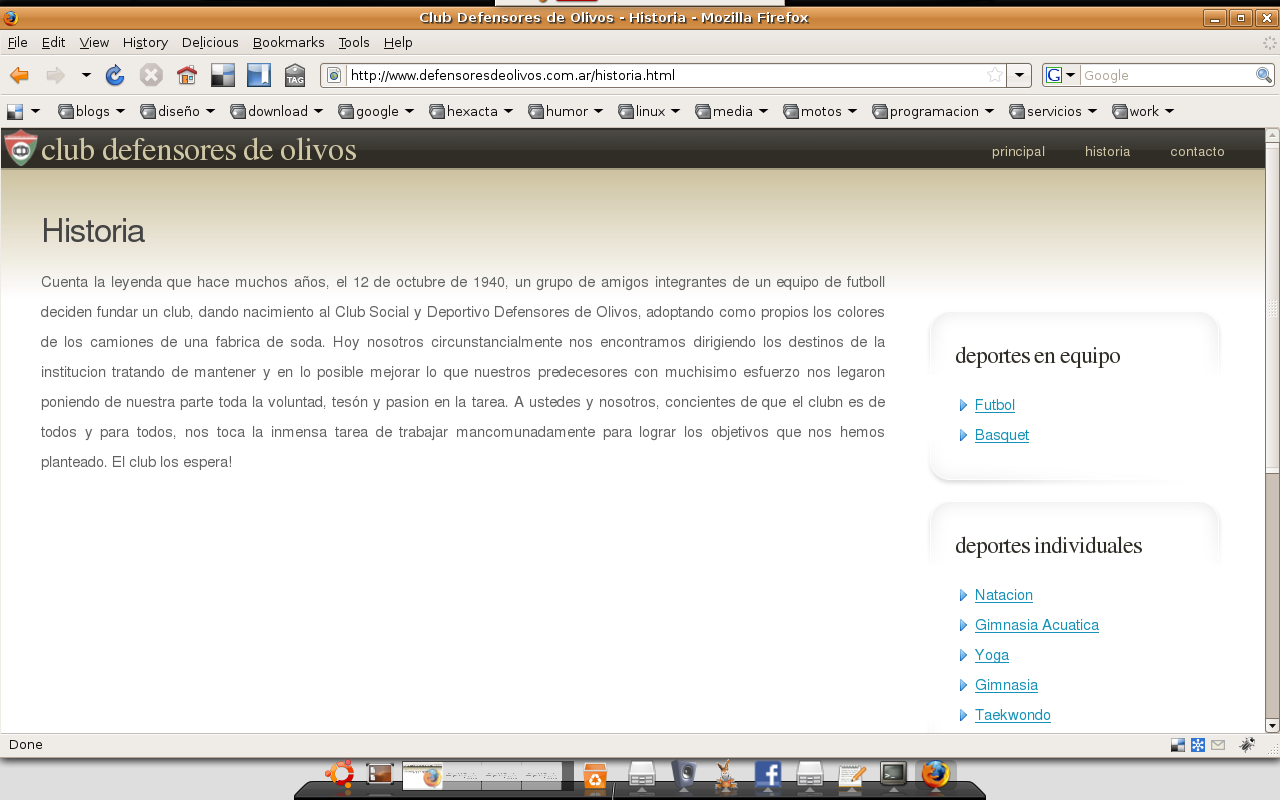 Club Defensores de Olivos - Historia - Mozilla Firefox
File Edit View History Delicious Bookmarks Tools Help
TAG http://www.defensoresdeolivos.com.ar/historia.html G Google
blogs diseño download google hexacta humor linux media motos programacion servicios work
club defensores de olivos
principal historia contacto
Historia
Cuenta la leyenda que hace muchos años, el 12 de octubre de 1940, un grupo de amigos integrantes de un equipo de futboll
deciden fundar un club, dando nacimiento al Club Social y Deportivo Defensores de Olivos, adoptando como propios los colores
de los camiones de una fabrica de soda. Hoy nosotros circunstancialmente nos encontramos dirigiendo los destinos de la
institucion tratando de mantener y en lo posible mejorar lo que nuestros predecesores con muchisimo esfuerzo nos legaron
poniendo de nuestra parte toda la voluntad, tesón y pasion en la tarea. A ustedes y nosotros, concientes de que el clubn es de
todos y para todos, nos toca la inmensa tarea de trabajar mancomunadamente para lograr los objetivos que nos hemos
planteado. El club los espera!
deportes en equipo
Futbol
Basquet
deportes individuales
Natacion
Gimnasia Acuatica
Yoga
Gimnasia
Taekwondo
Done